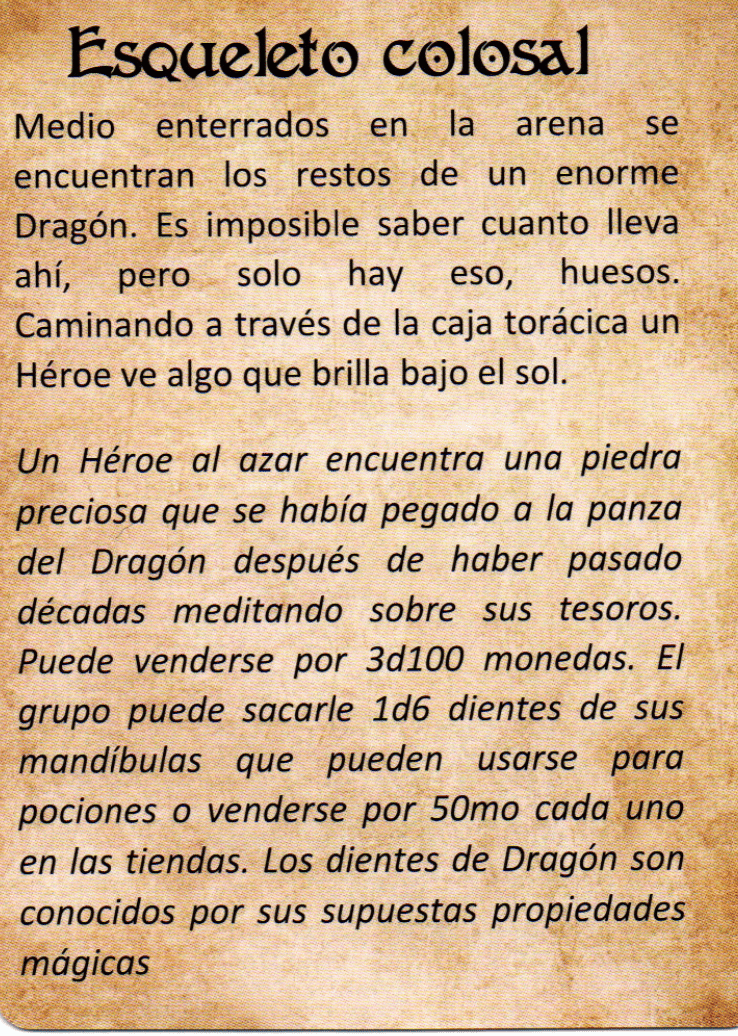 Esqueleto colosal
Medio enterrados en la arena se
encuentran los restos de un enorme
Dragón. Es imposible saber cuanto lleva
ahí, pero solo hay eso, huesos.
Caminando a través de la caja torácica un
Héroe ve algo que brilla bajo el sol.
Un Héroe al azar encuentra una piedra
preciosa que se había pegado a la panza
del Dragón después de haber pasado
décadas meditando sobre sus tesoros.
Puede venderse por 3d100 monedas. El
grupo puede sacarle 1d6 dientes de sus
mandíbulas que pueden usarse para
pociones o venderse por 50mo cada uno
en las tiendas. Los dientes de Dragón son
conocidos por sus supuestas propiedades
mágicas